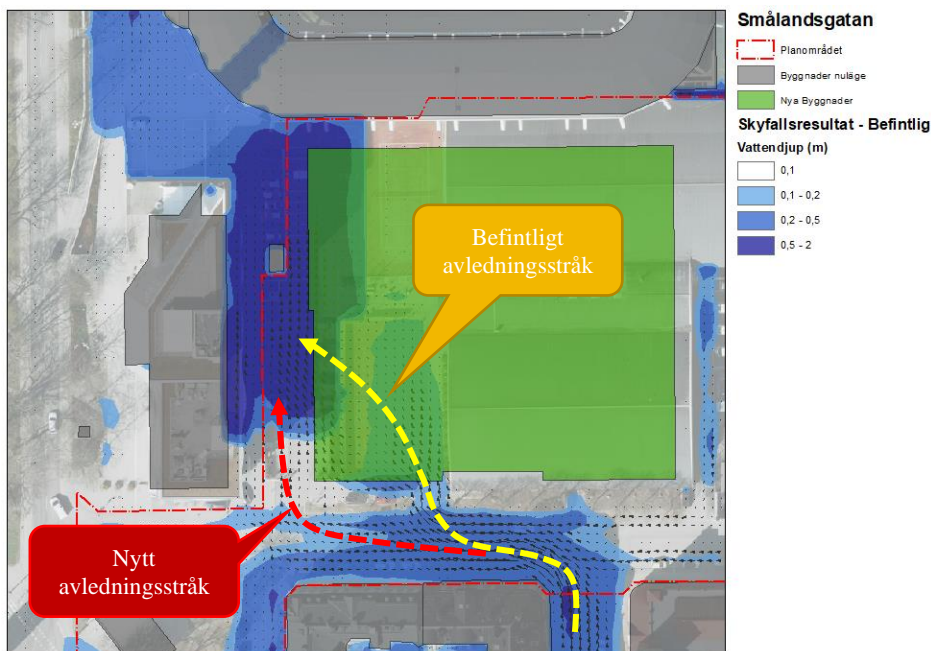 Smålandsgatan
Planområdet
Byggnader nuläge
Nya Byggnader
Skyfallsresultat - Befintlig
Vattendjup (m)
0,1
0,1 - 0,2
0,2 - 0,5
0,5 - 2
Befintligt
avledningsstråk
Nytt
avledningsstråk